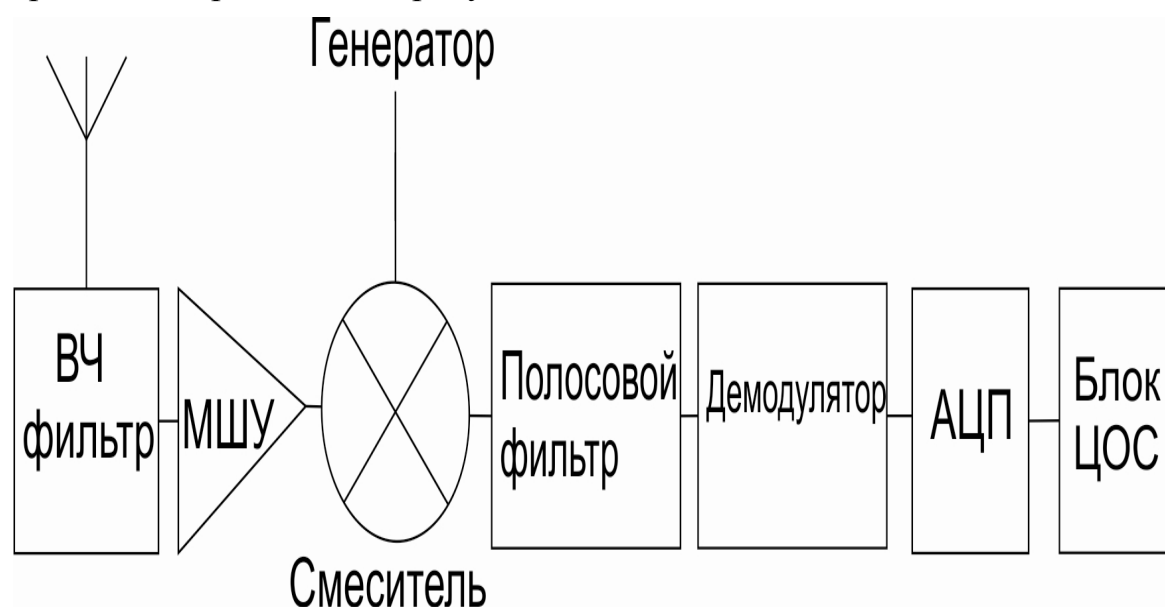 Генератор
ВЧ
фильтр
МШУ
Смеситель
Полосовой
фильтр
Демодулятор
АЦП
Блок
ЦОС